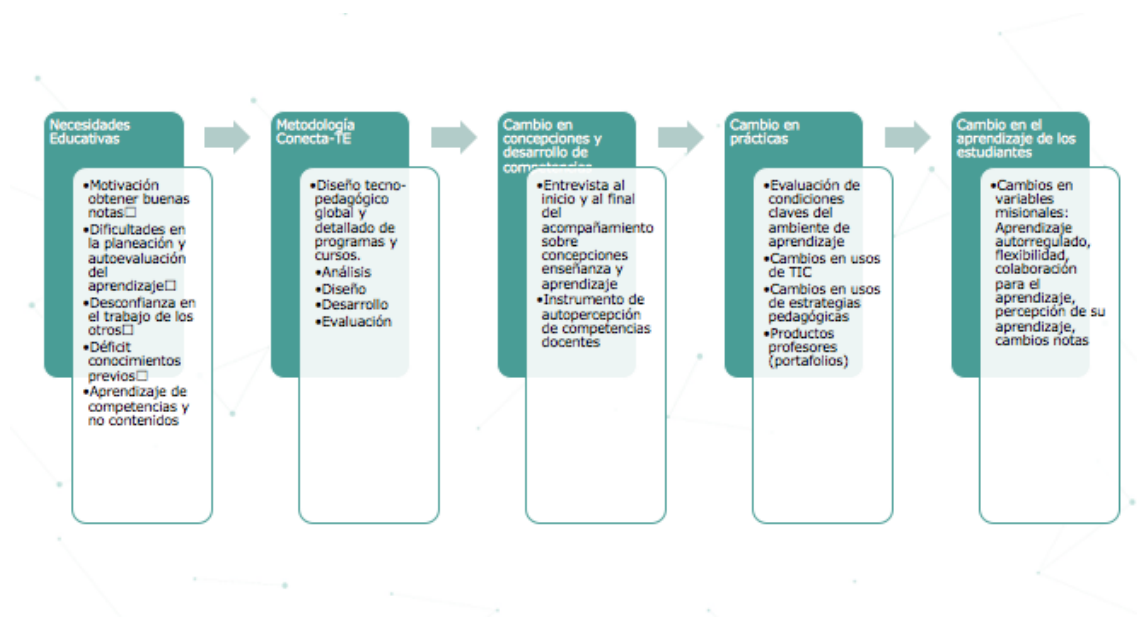 Necesidades
Educativas
•Motivación
obtener buenas
notas□
•Dificultades en
la planeación y
autoevaluación
del
aprendizaje□
•Desconfianza en
el trabajo de los
otros□
•Déficit
conocimientos
previos□
•Aprendizaje de
competencias y
no contenidos
Metodología
Conecta-TE
•Diseño tecno-
pedagógico
global y
detallado de
programas y
cursos.
•Análisis
•Diseño
•Desarrollo
•Evaluación
Cambio en
concepciones y
desarrollo de
competencias
•Entrevista al
inicio y al final
del
acompañamiento
sobre
concepciones
enseñanza y
aprendizaje
•Instrumento de
autopercepción
de competencias
docentes
Cambio en
prácticas
•Evaluación de
condiciones
claves del
ambiente de
aprendizaje
•Cambios en usos
de TIC
•Cambios en usos
de estrategias
pedagógicas
•Productos
profesores
(portafolios)
Cambio en el
aprendizaje de los
estudiantes
•Cambios en
variables
misionales:
Aprendizaje
autorregulado,
flexibilidad,
colaboración
para el
aprendizaje,
percepción de su
aprendizaje,
cambios notas